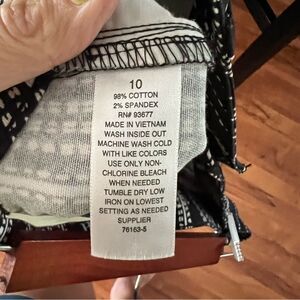 10
98% COTTON
2% SPANDEX
RN# 93677
MADE IN VIETNAM
WASH INSIDE OUT
MACHINE WASH COLD
WITH LIKE COLORS
USE ONLY NON-
CHLORINE BLEACH
WHEN NEEDED
TUMBLE DRY LOW
IRON ON LOWEST
SETTING AS NEEDED
SUPPLIER
76163-5